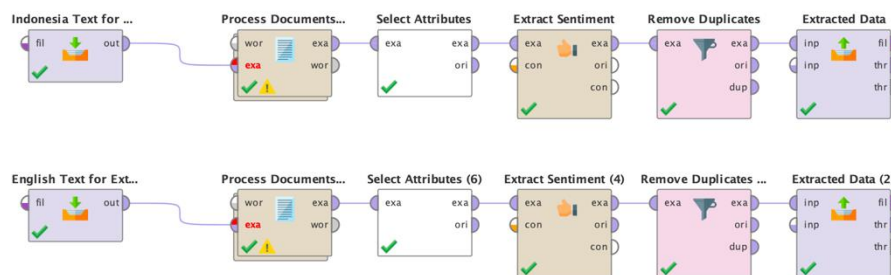 Indonesia Text for ...
Process Documents...
Select Attributes
Extract Sentiment
Remove Duplicates
Extracted Data
fil
out
wor
exa
exa
wor
exa
exa
ori
exa
exa
con
ori
con
exa
exa
ori
dup
inp
fil
inp
thr
thr
English Text for Ext...
Process Documents...
Select Attributes (6)
Extract Sentiment (4)
Remove Duplicates ...
Extracted Data (2
fil
out
wor
exa
exa
wor
exa
exa
ori
exa
exa
con
ori
con
exa
exa
ori
dup
inp
fil
inp
thr
thr